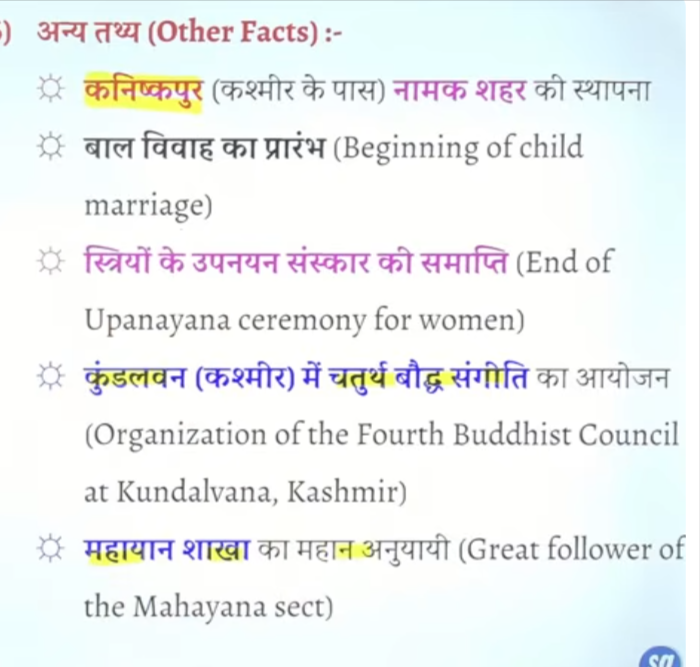 ) अन्य तथ्य (Other Facts) :-
कनिष्कपुर (कश्मीर के पास) नामक शहर की स्थापना
बाल विवाह का प्रारंभ (Beginning of child
marriage)
स्त्रियों के उपनयन संस्कार की समाप्ति (End of
Upanayana ceremony for women)
कुंडलवन (कश्मीर) में चतुर्थ बौद्ध संगीति का आयोजन
(Organization of the Fourth Buddhist Council
at Kundalvana, Kashmir)
महायान शाखा का महान अनुयायी (Great follower of
the Mahayana sect)